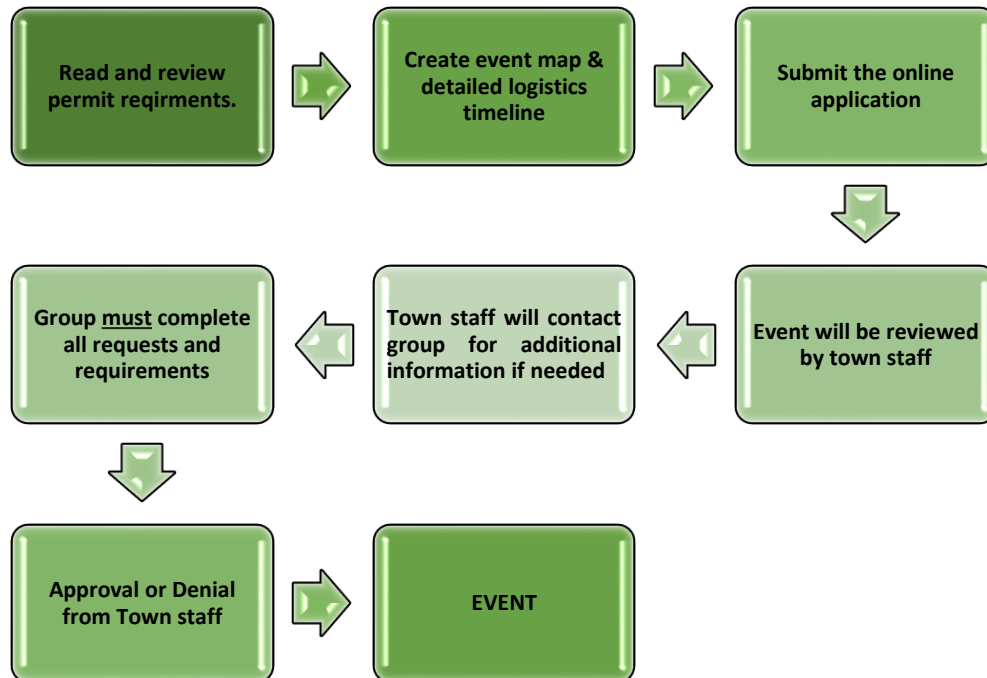 Read and review
permit reqirments.
Create event map &
detailed logistics
timeline
Submit the online
application
Event will be reviewed
by town staff
Town staff will contact
group for additional
information if needed
Group must complete
all requests and
requirements
Approval or Denial
from Town staff
EVENT